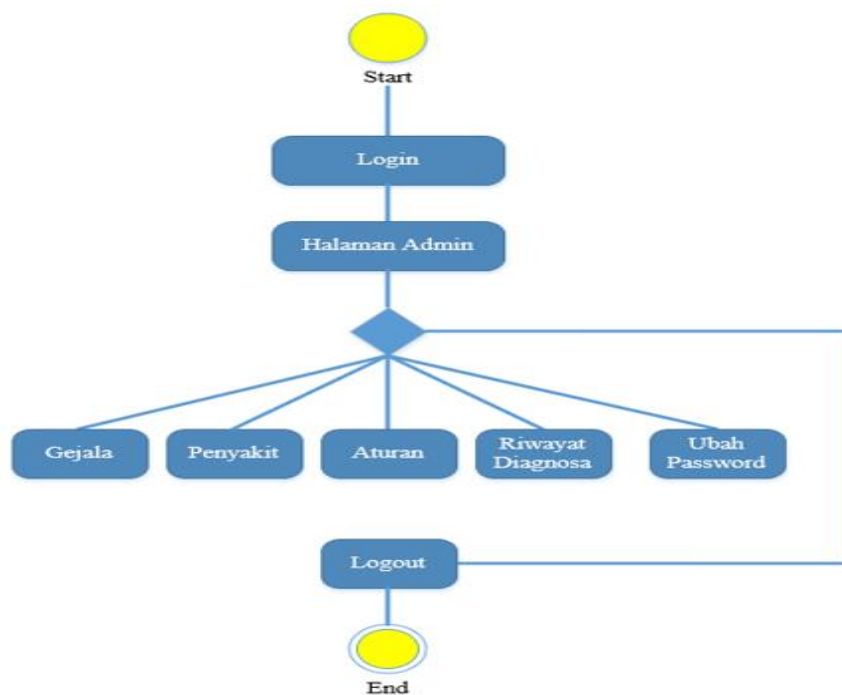 Start
Login
Halaman Admin
Gejala
Penyakit
Aturan
Riwayat
Diagnosa
Ubah
Password
Logout
End